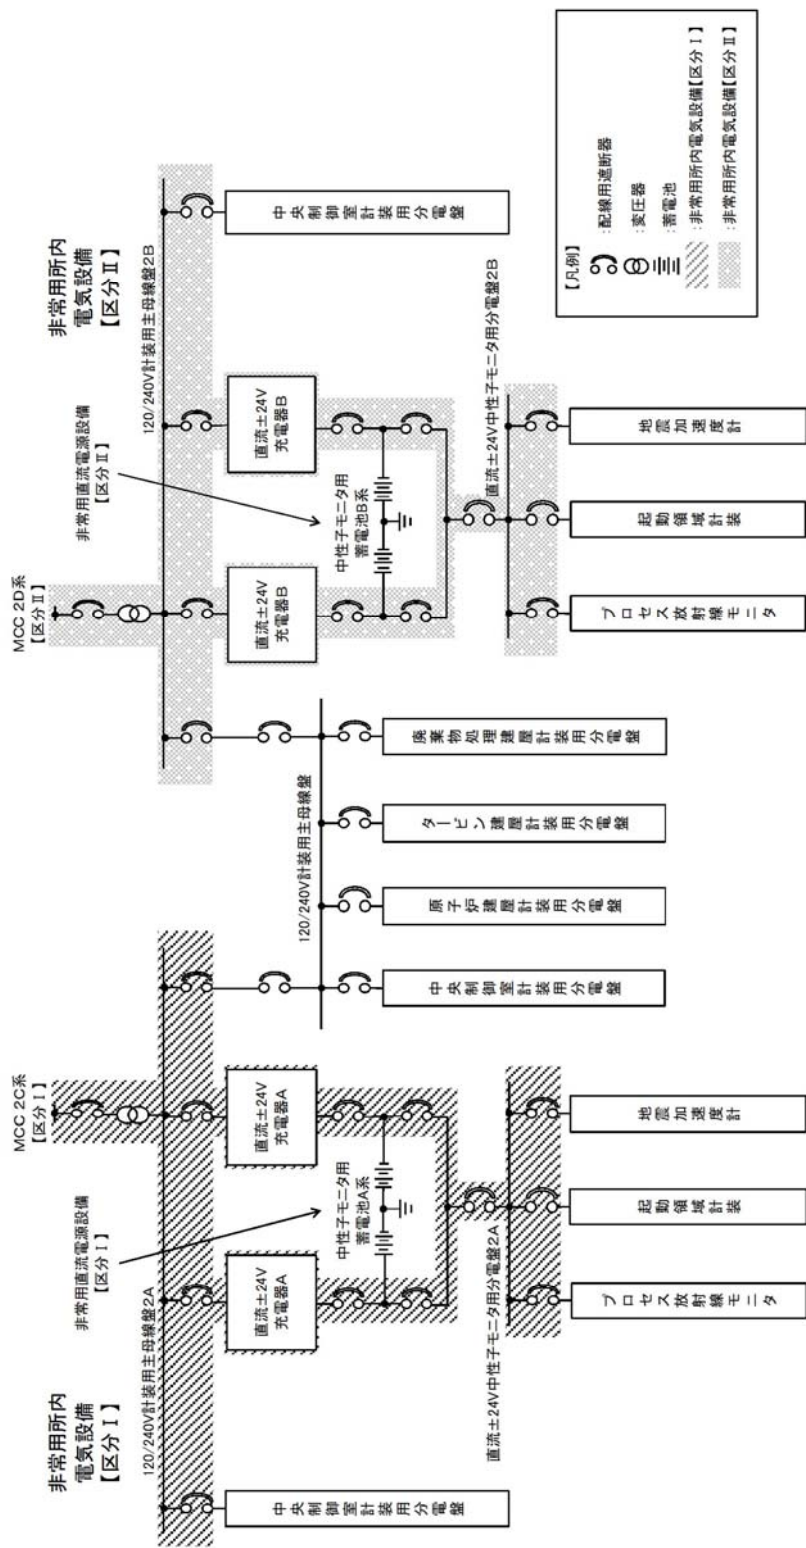 非常用所内
電気設備
【区分Ⅰ】
MCC 2C系
【区分Ⅰ】
非常用直流電源設備
【区分Ⅰ】
120/240V計装用主母線盤2A
中央制御室計装用分電盤
直流±24V
充電器A
直流±24V
充電器A
中性子モニタ用
蓄電池A系
直流±24V中性子モニタ用分電盤2A
プロセス放射線モニタ
起動領域計装
地震加速度計
120/240V計装用主母線盤
中央制御室計装用分電盤
原子炉建屋計装用分電盤
タービン建屋計装用分電盤
廃棄物処理建屋計装用分電盤
MCC 2D系
【区分Ⅱ】
非常用直流電源設備
【区分Ⅱ】
非常用所内
電気設備
【区分Ⅱ】
120/240V計装用主母線盤2B
直流±24V
充電器B
直流±24V
充電器B
中性子モニタ用
蓄電池B系
中央制御室計装用分電盤
直流±24V中性子モニタ用分電盤2B
プロセス放射線モニタ
起動領域計装
地震加速度計
【凡例】
:配線用遮断器
:変圧器
:蓄電池
:非常用所内電気設備【区分Ⅰ】
:非常用所内電気設備【区分Ⅱ】